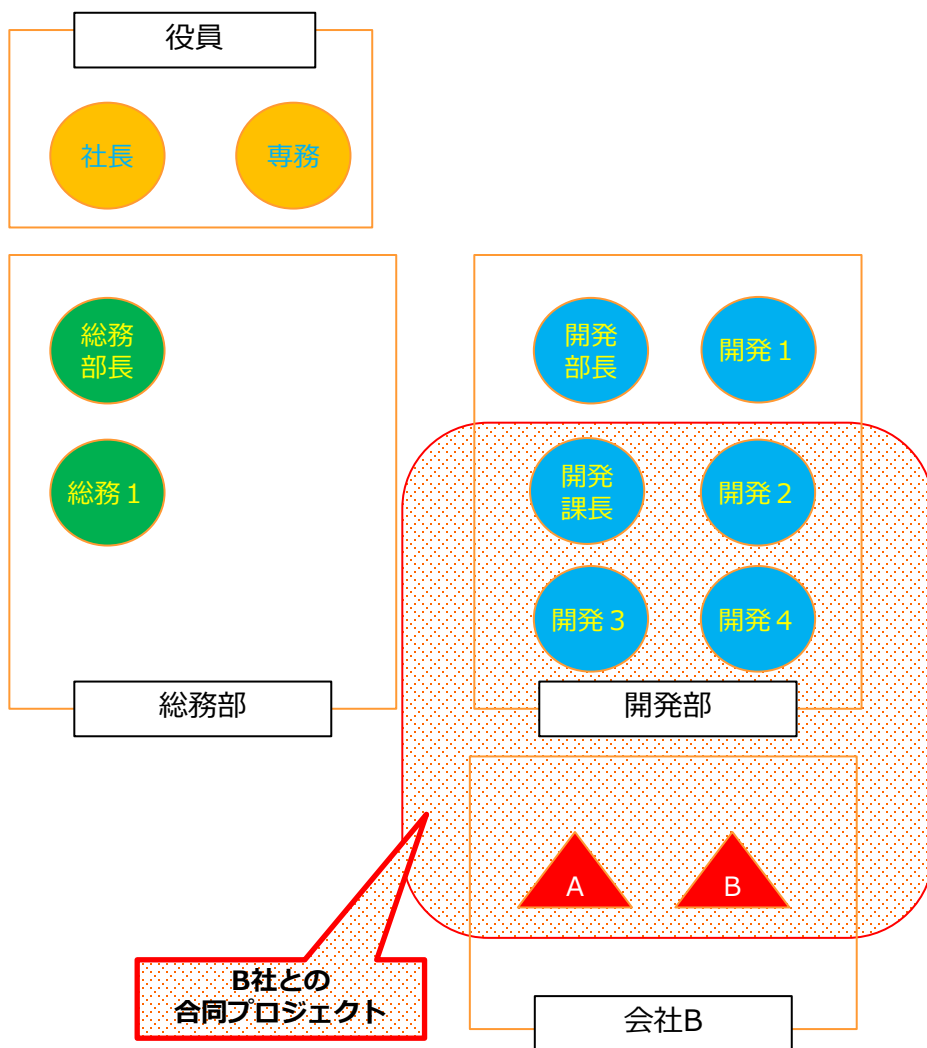 役員
社長
専務
総務
部長
総務１
総務部
開発
部長
開発１
開発
課長
開発２
開発３
開発４
開発部
A
B
会社B
B社との
合同プロジェクト